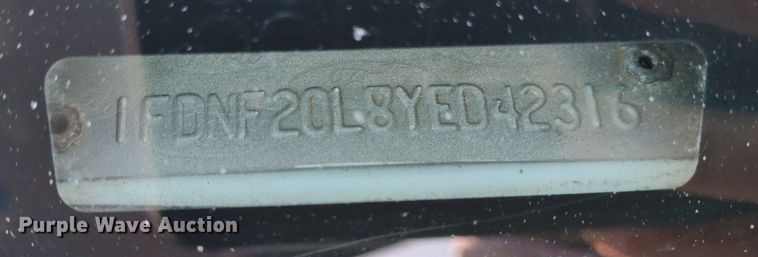 1FDNF20L8YED42316
Purple Wave Auction